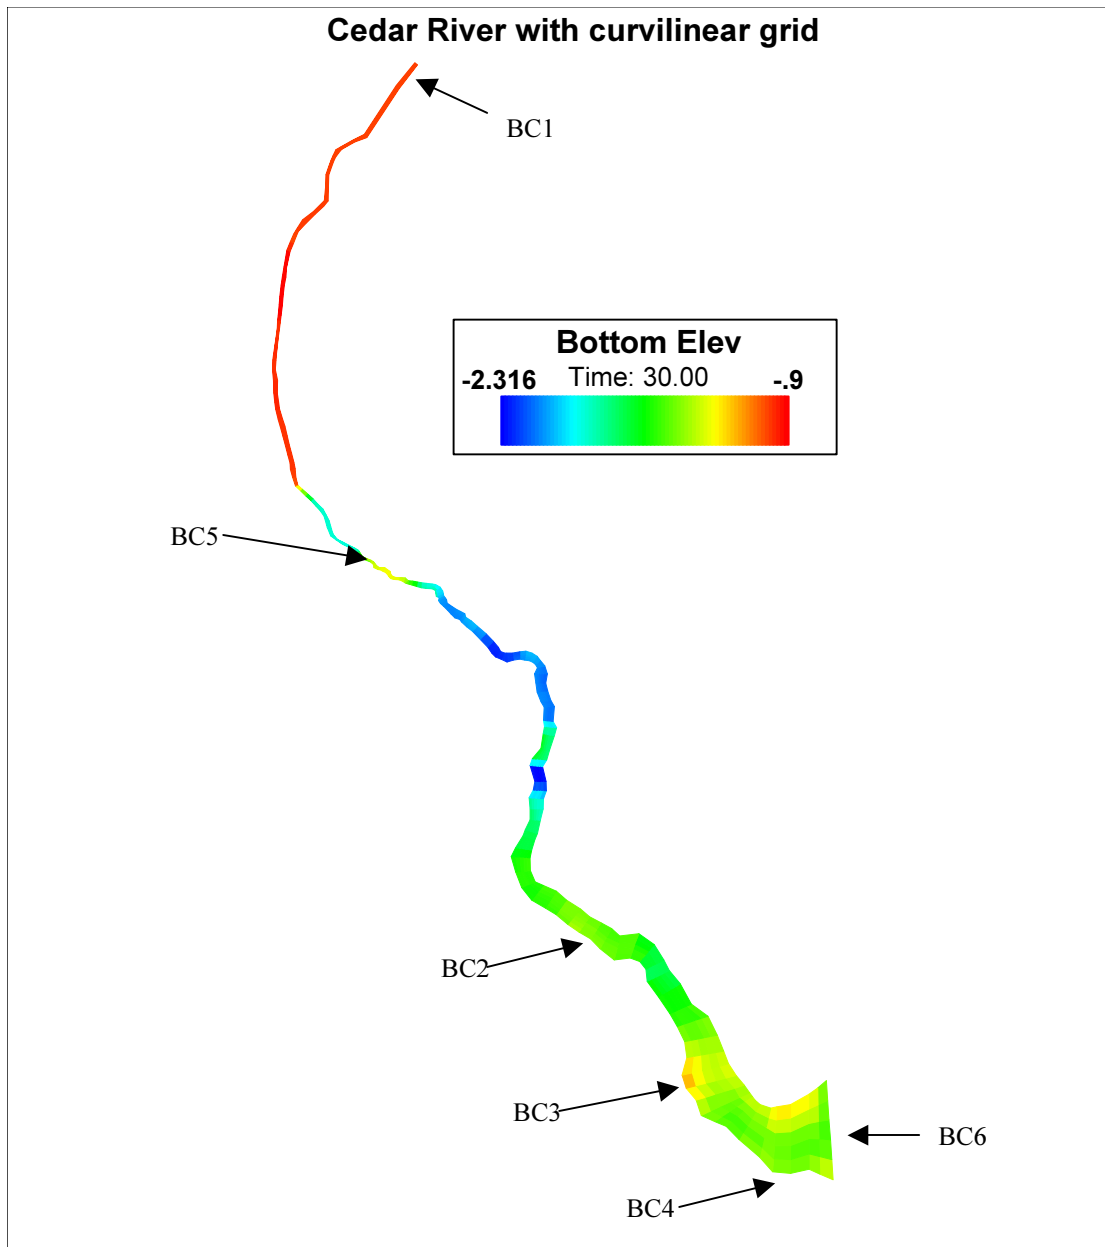 Cedar River with curvilinear grid
BC1
Bottom Elev
-2.316 Time: 30.00 -.9
BC5
BC2
BC3
BC6
BC4